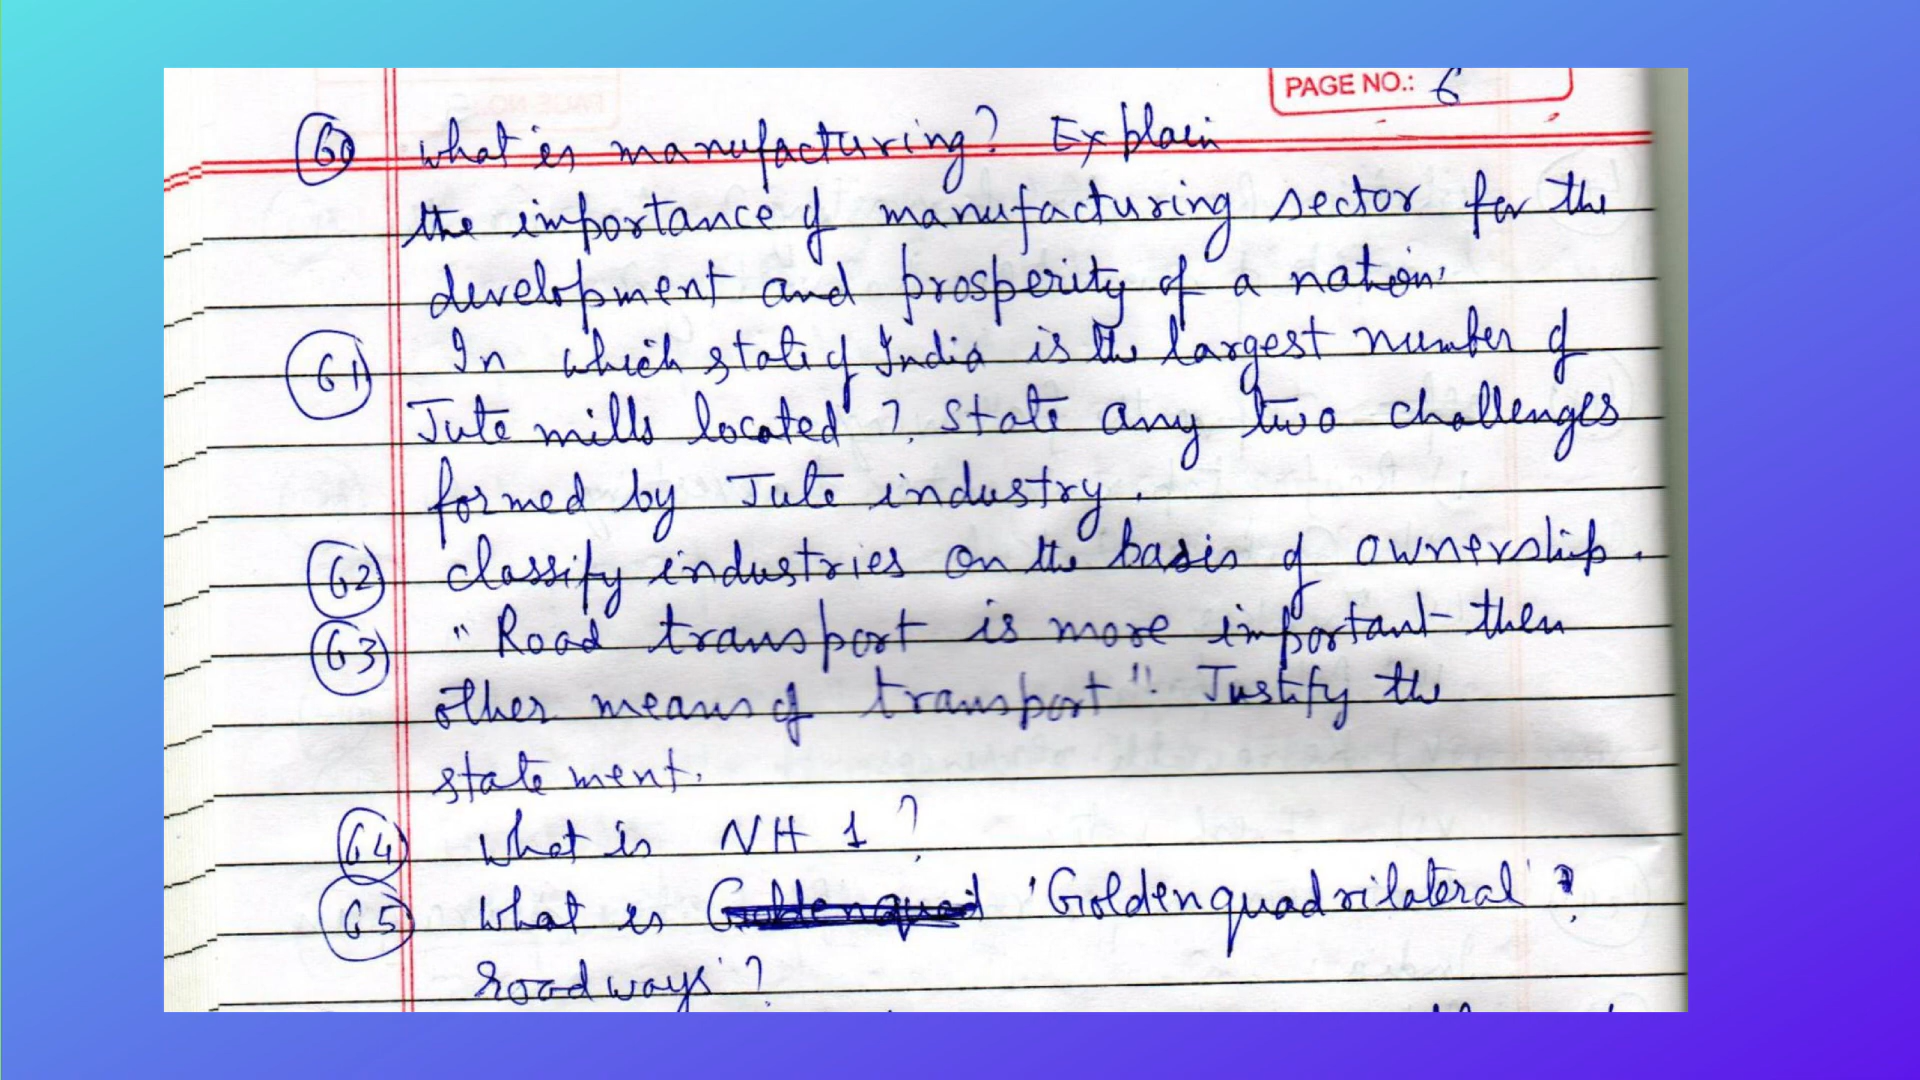 PAGE NO.: 6
60 What is manufacturing? Explain
the importance of manufacturing sector for the
development and prosperity of a nation.
61 In which state of India is the largest number of
Jute mills located? State any two challenges
formed by Jute industry.
62 classify industries on the basis of ownership.
63 "Road transport is more important then
other means of transport". Justify the
statement.
64 What is NH 1?
65 What is 'Goldenquadrilateral'?
roadways'?